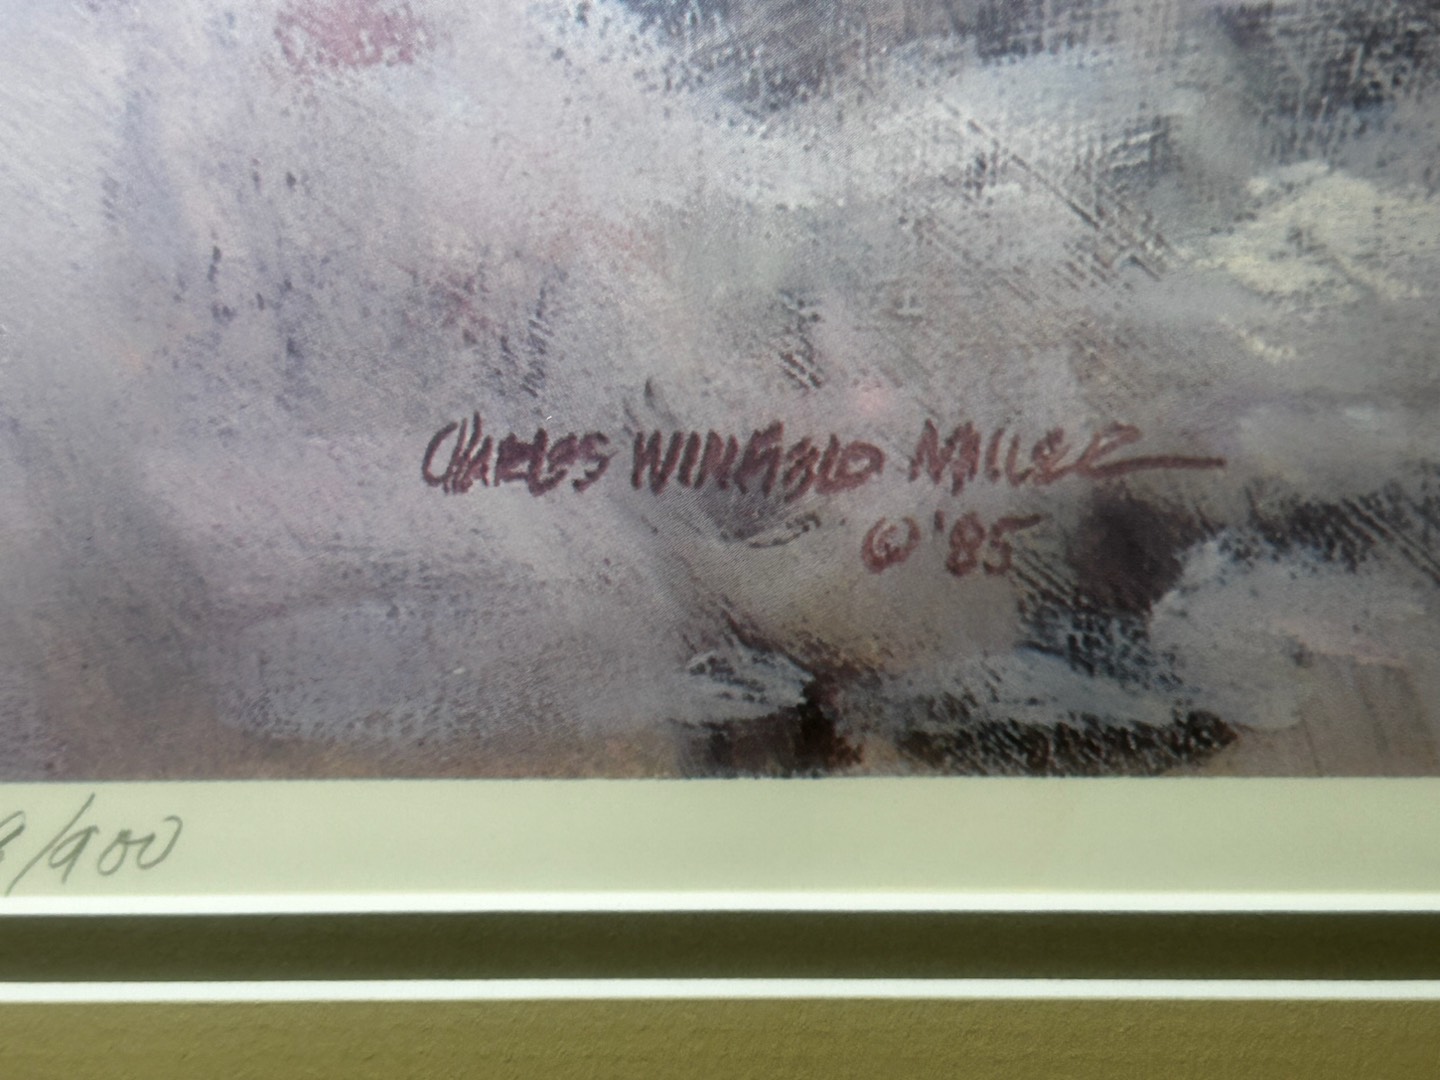 CHARLES WINFIELD MILLER
© '85
/900